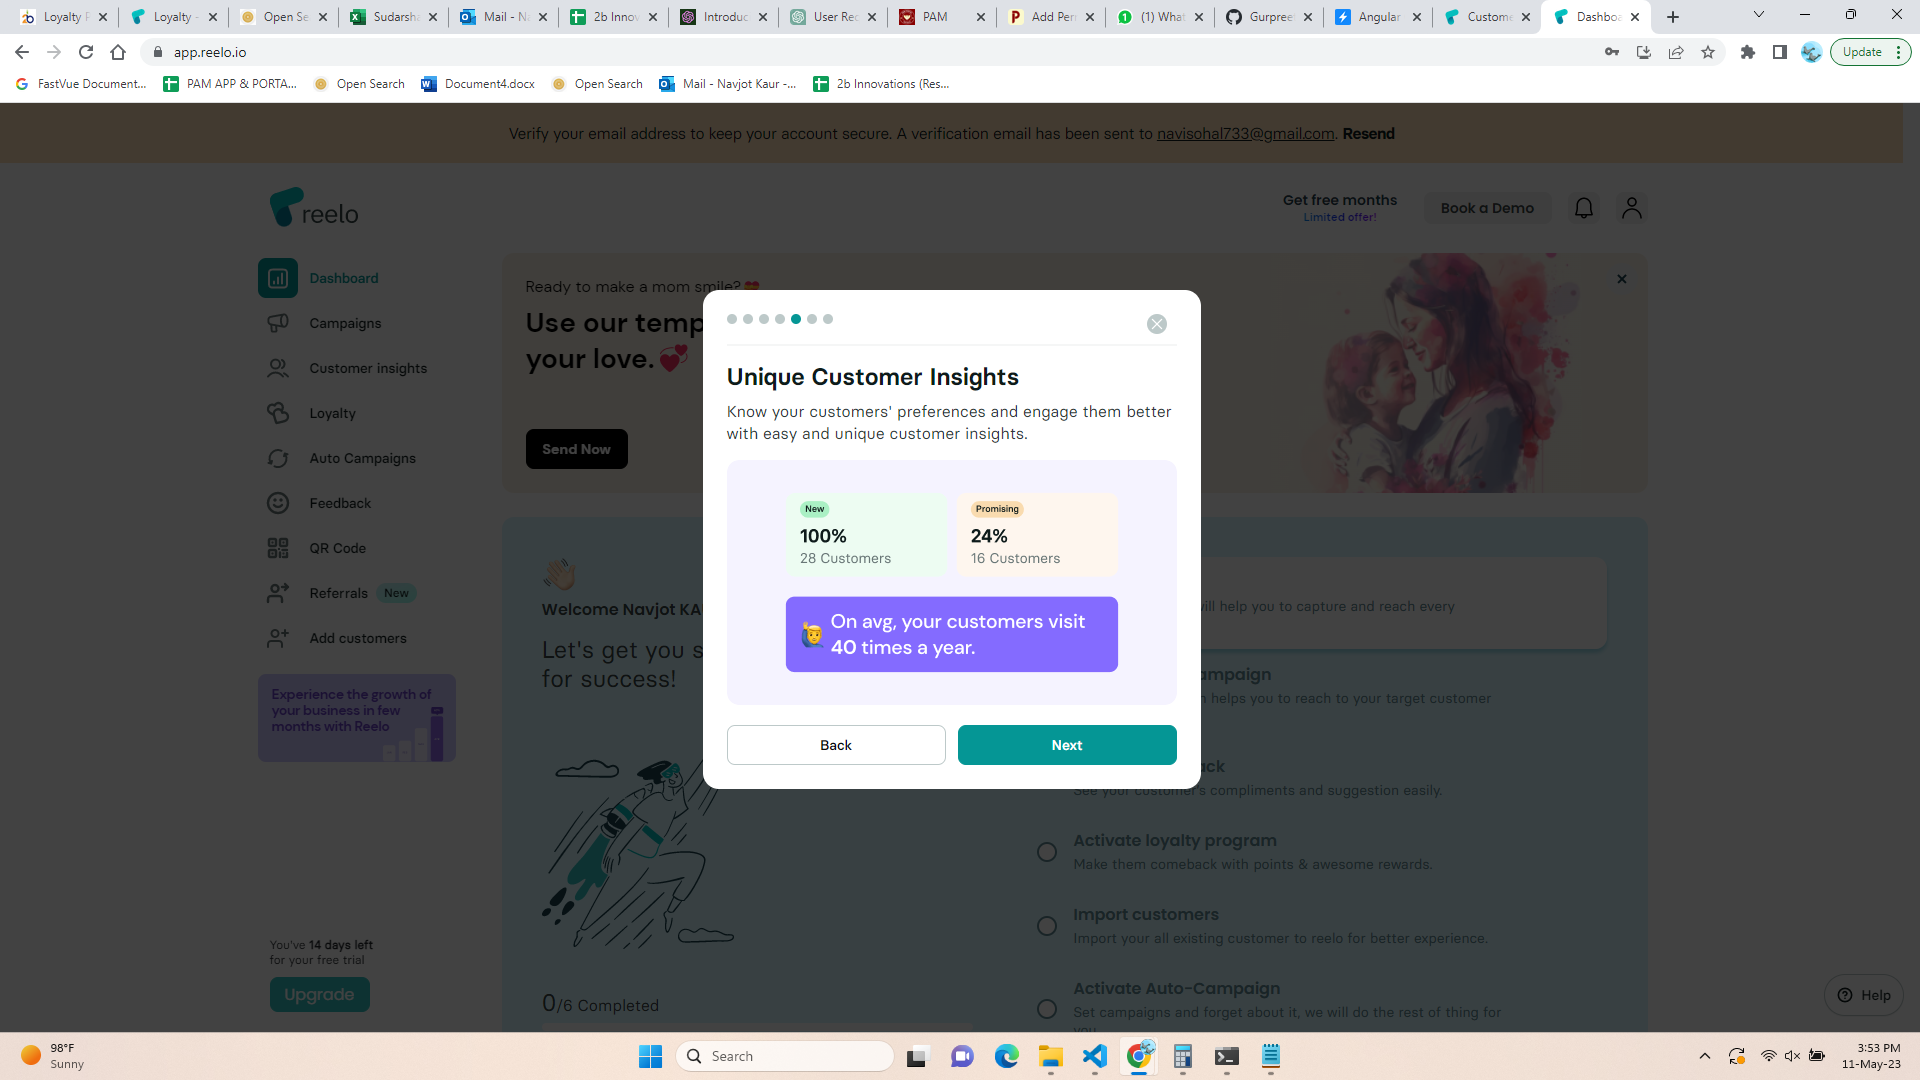 Loyalty P
Loyalty -
Open Se
Sudarsha
Mail - Na
2b Innov
Introduc
User Rec
PAM
Add Perm
(1) What
Gurpreet
Angular
Custome
Dashboa
app.reelo.io
Update
FastVue Document...
PAM APP & PORTA...
Open Search
Document4.docx
Open Search
Mail - Navjot Kaur -...
2b Innovations (Res...
Verify your email address to keep your account secure. A verification email has been sent to navisohal733@gmail.com. Resend
reelo
Get free months
Limited offer!
Book a Demo
Dashboard
Campaigns
Customer insights
Loyalty
Auto Campaigns
Feedback
QR Code
Referrals New
Add customers
Experience the growth of
your business in few
months with Reelo
You've 14 days left
for your free trial
Upgrade
Ready to make a mom smile?
Use our temp
your love.
Send Now
Unique Customer Insights
Know your customers' preferences and engage them better
with easy and unique customer insights.
New
100%
28 Customers
Promising
24%
16 Customers
On avg, your customers visit
40 times a year.
Back
Next
Welcome Navjot KA
Let's get you s
for success!
0/6 Completed
ill help you to capture and reach every
ampaign
helps you to reach to your target customer
ck
See your customer's compliments and suggestion easily.
Activate loyalty program
Make them comeback with points & awesome rewards.
Import customers
Import your all existing customer to reelo for better experience.
Activate Auto-Campaign
Set campaigns and forget about it, we will do the rest of thing for
you
Help
98°F
Sunny
Search
3:53 PM
11-May-23